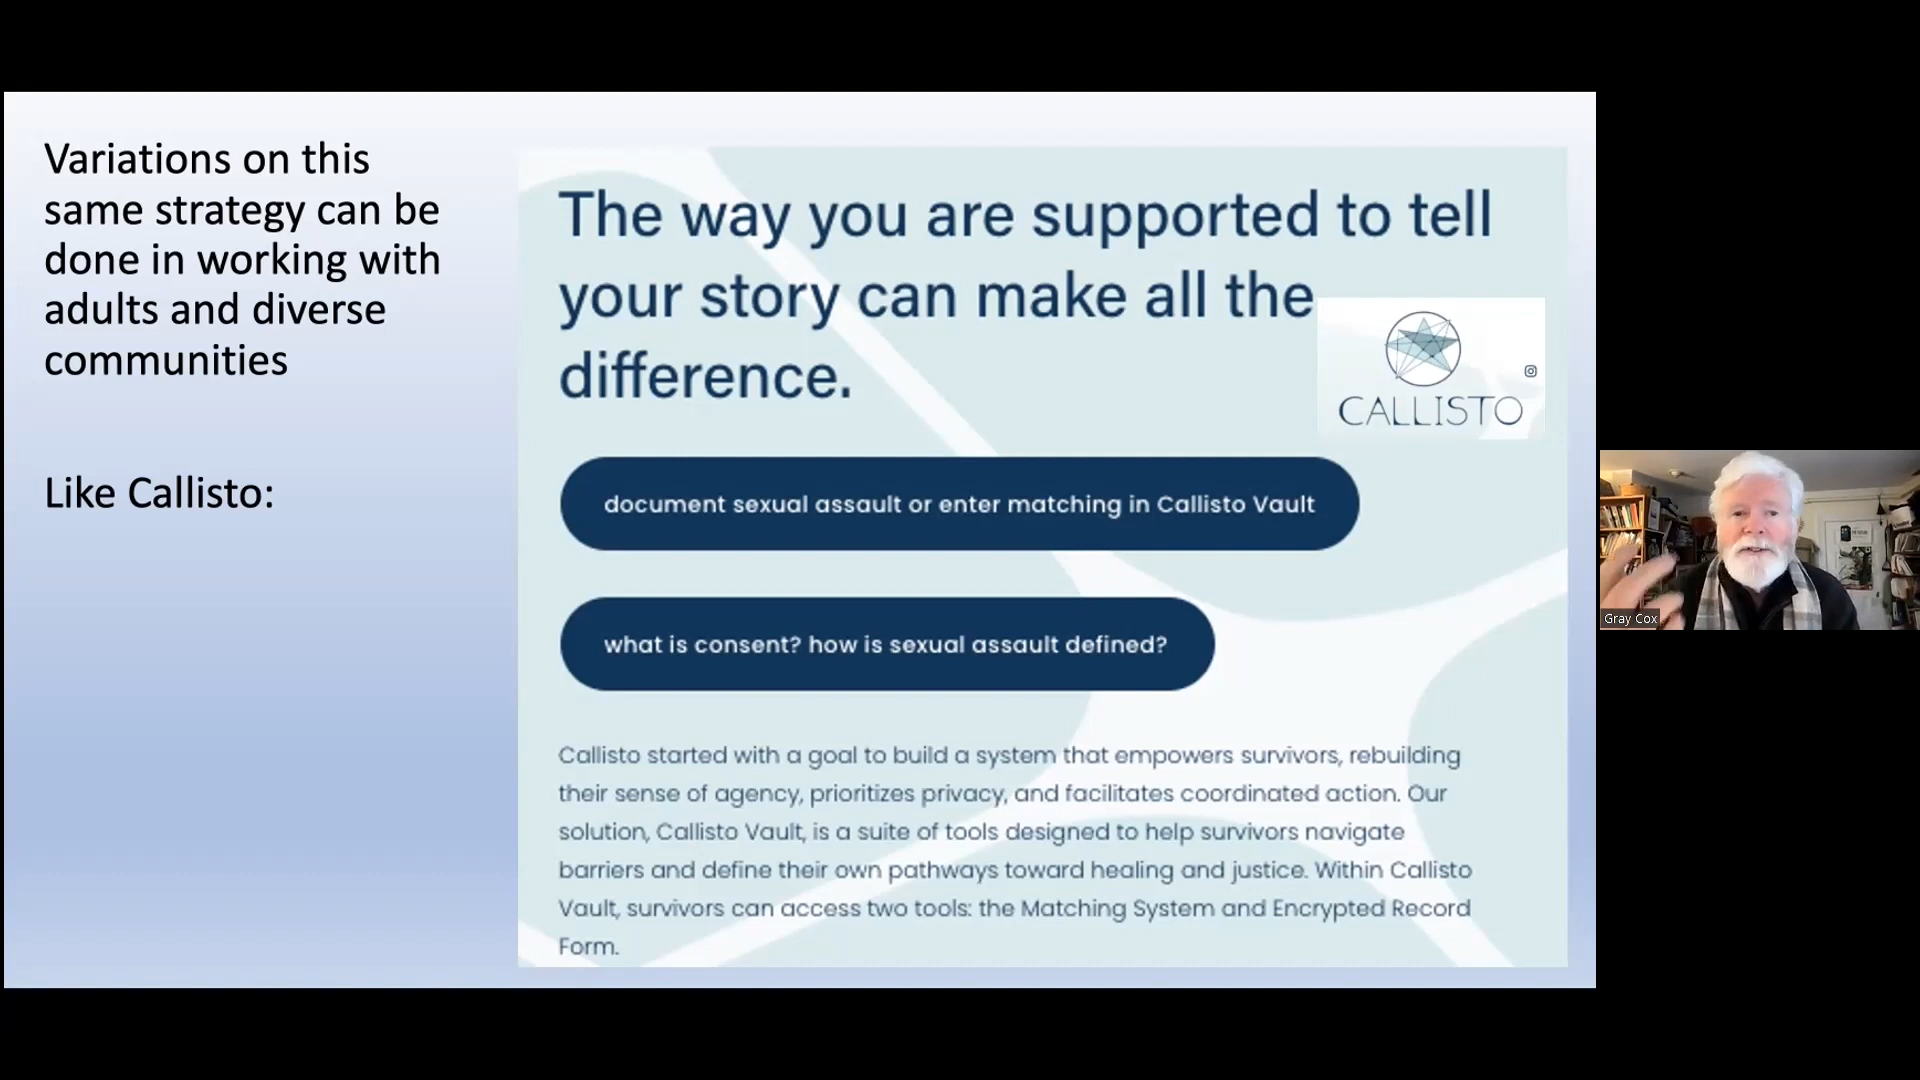 Variations on this
same strategy can be
done in working with
adults and diverse
communities
Like Callisto:
The way you are supported to tell
your story can make all the
difference.
CALLISTO
document sexual assault or enter matching in Callisto Vault
what is consent? how is sexual assault defined?
Callisto started with a goal to build a system that empowers survivors, rebuilding
their sense of agency, prioritizes privacy, and facilitates coordinated action. Our
solution, Callisto Vault, is a suite of tools designed to help survivors navigate
barriers and define their own pathways toward healing and justice. Within Callisto
Vault, survivors can access two tools: the Matching System and Encrypted Record
Form.
Gray Cox